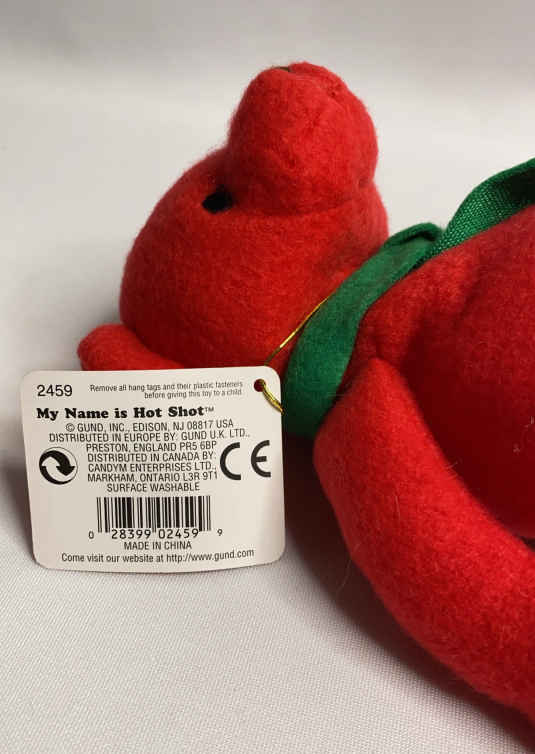 2459 Remove all hang tags and their plastic fasteners
before giving this toy to a child.
My Name is Hot Shot™
© GUND, INC., EDISON, NJ 08817 USA
DISTRIBUTED IN EUROPE BY: GUND U.K. LTD.,
PRESTON, ENGLAND PR5 6BP
DISTRIBUTED IN CANADA BY:
CANDYM ENTERPRISES LTD.,
MARKHAM, ONTARIO L3R 9T1
SURFACE WASHABLE
CE
0 28399 02459 9
MADE IN CHINA
Come visit our website at http://www.gund.com